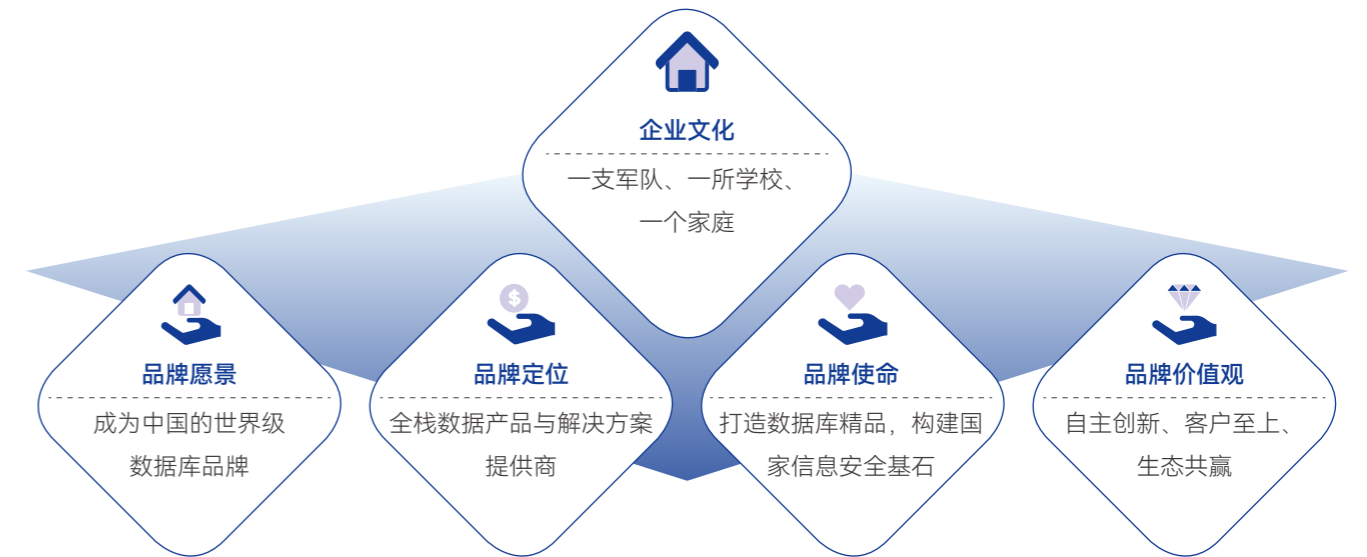 企业文化
一支军队、一所学校、
一个家庭
品牌愿景
成为中国的世界级
数据库品牌
品牌定位
全栈数据产品与解决方案
提供商
品牌使命
打造数据库精品，构建国
家信息安全基石
品牌价值观
自主创新、客户至上、
生态共赢